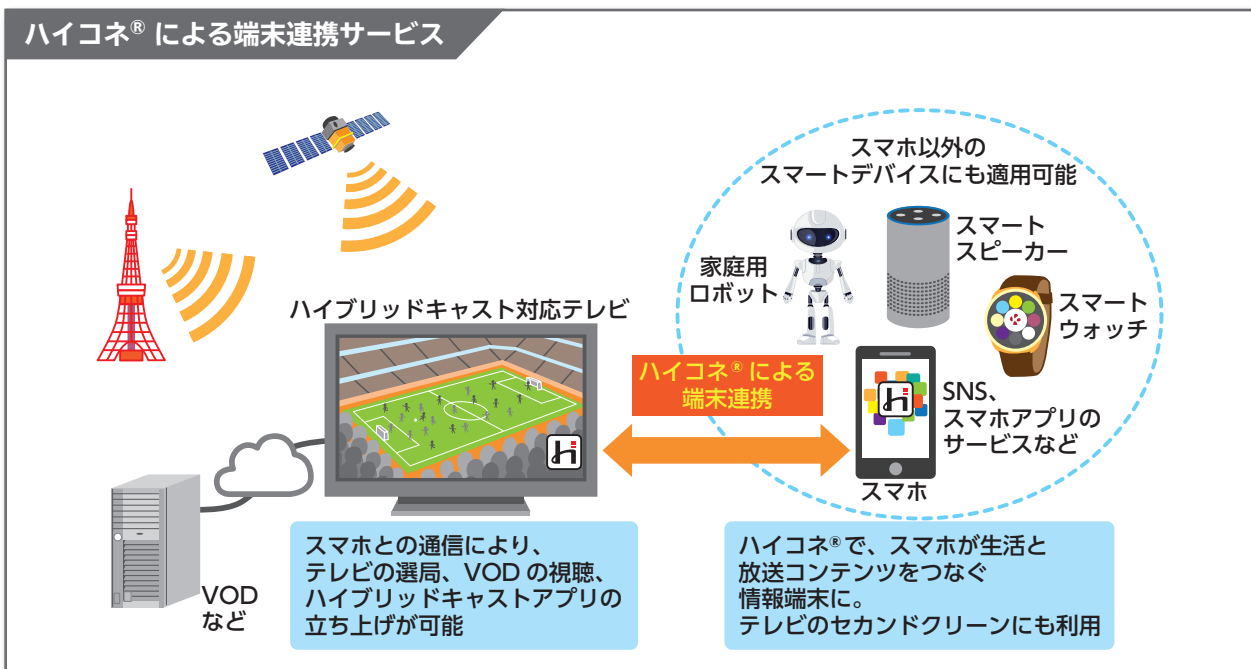 ハイコネ® による端末連携サービス
スマホ以外の
スマートデバイスにも適用可能
家庭用
ロボット
スマート
スピーカー
スマート
ウォッチ
ハイブリッドキャスト対応テレビ
ハイコネ® による
端末連携
SNS、
スマホアプリの
サービスなど
スマホ
VOD
など
スマホとの通信により、
テレビの選局、VOD の視聴、
ハイブリッドキャストアプリの
立ち上げが可能
ハイコネ® で、スマホが生活と
放送コンテンツをつなぐ
情報端末に。
テレビのセカンドクリーンにも利用